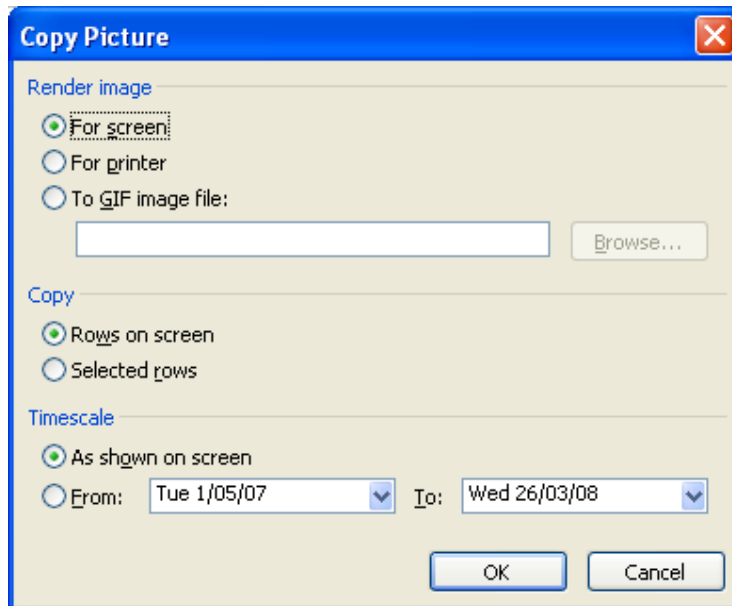 Copy Picture
Render image
For screen
For printer
To GIF image file:
Browse...
Copy
Rows on screen
Selected rows
Timescale
As shown on screen
From: Tue 1/05/07 To: Wed 26/03/08
OK Cancel